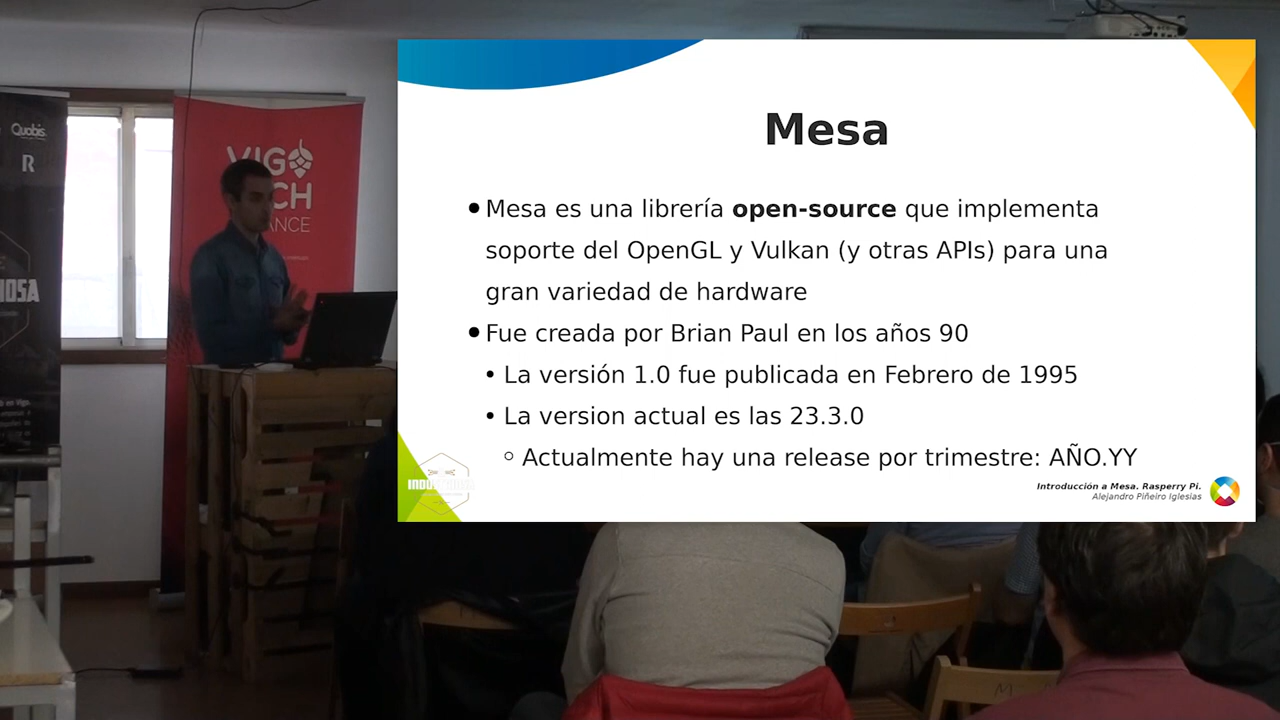 Quobis
R
VIG
CH
ANCE
Mesa
● Mesa es una librería open-source que implementa
soporte del OpenGL y Vulkan (y otras APIs) para una
gran variedad de hardware
● Fue creada por Brian Paul en los años 90
• La versión 1.0 fue publicada en Febrero de 1995
• La version actual es las 23.3.0
○ Actualmente hay una release por trimestre: AÑO.YY
Introducción a Mesa. Rasperry Pi.
Alejandro Piñeiro Iglesias